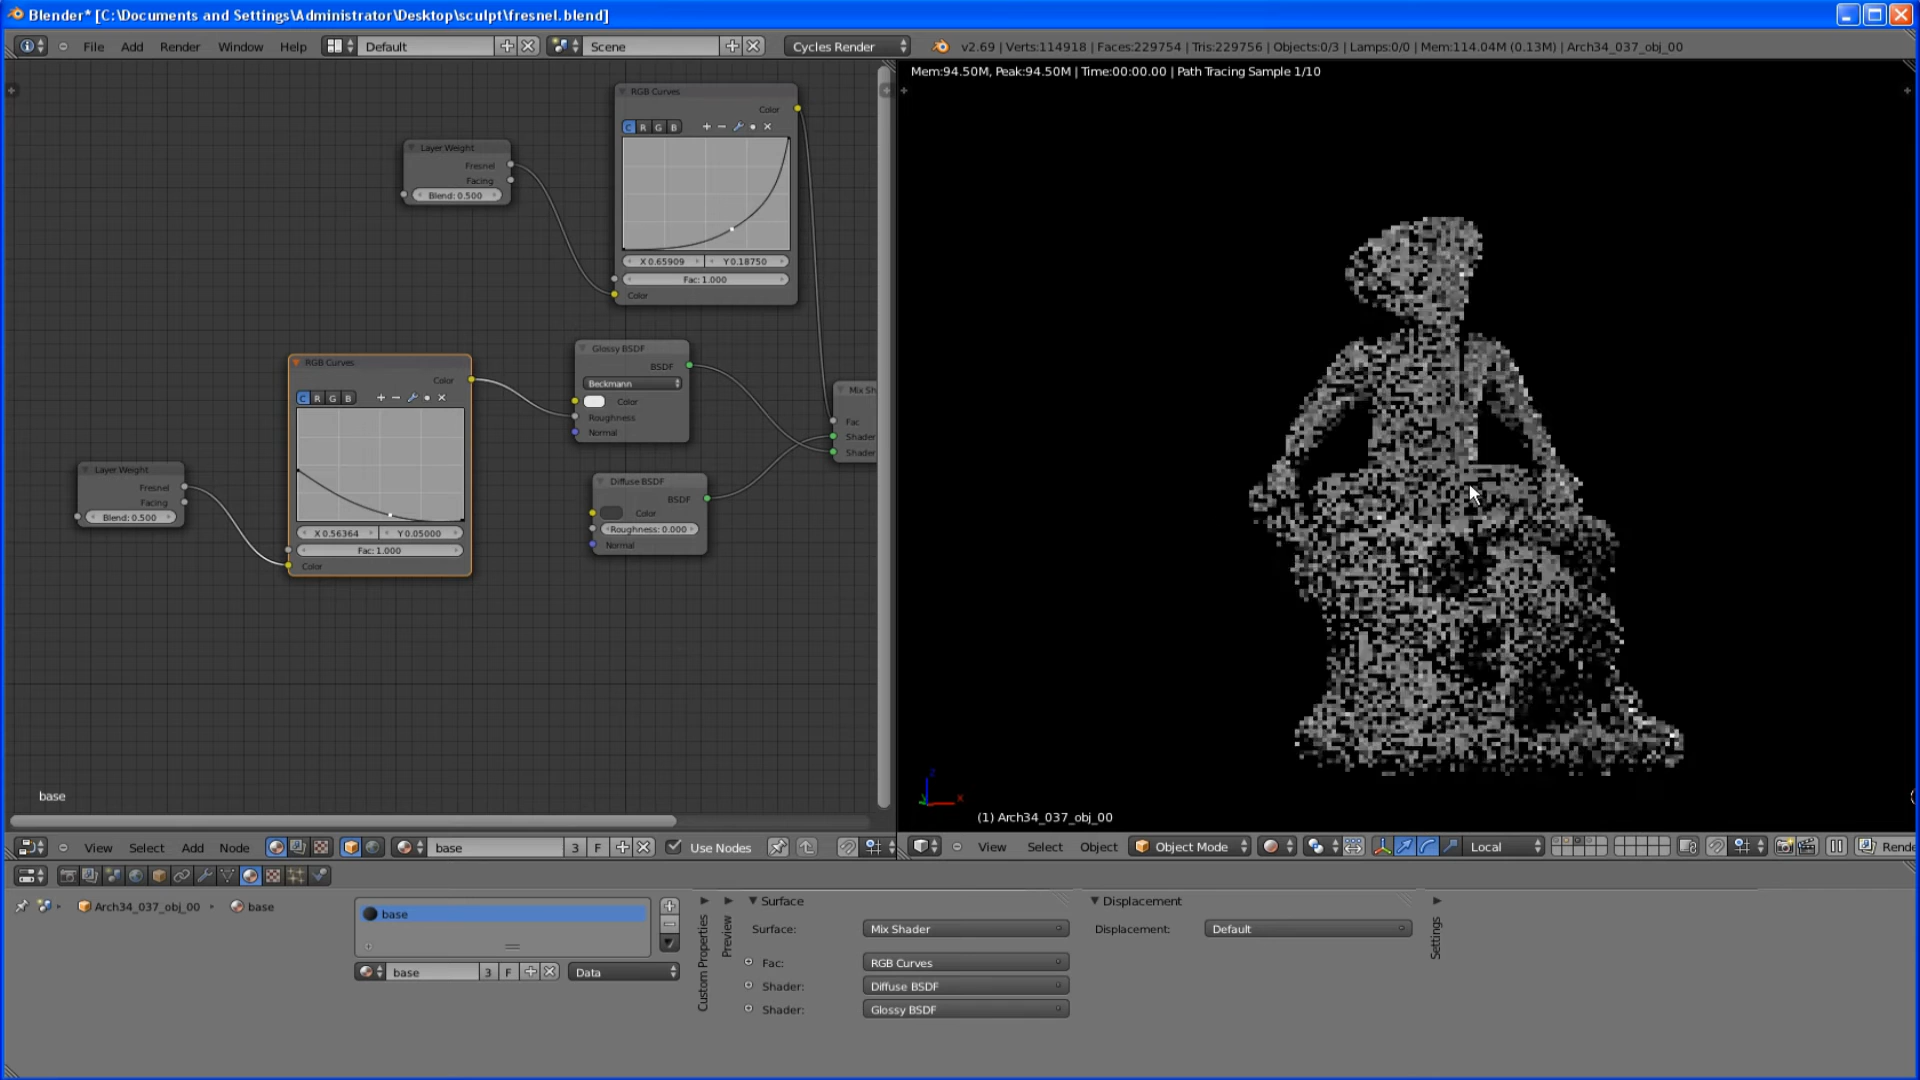 Blender* [C:\Documents and Settings\Administrator\Desktop\sculpt\fresnel.blend]
File Add Render Window Help Default Scene Cycles Render v2.69 | Verts:114918 | Faces:229754 | Tris:229756 | Objects:0/3 | Lamps:0/0 | Mem:114.04M (0.13M) | Arch34_037_obj_00
Mem:94.50M, Peak:94.50M | Time:00:00.00 | Path Tracing Sample 1/10
RGB Curves
Color
C R G B
X 0.65909 Y 0.18750
Fac: 1.000
Color
Layer Weight
Fresnel
Facing
Blend: 0.500
Glossy BSDF
BSDF
Beckmann
Color
Roughness
Normal
Mix Sh
Fac
Shader
Shader
RGB Curves
Color
C R G B
X 0.56364 Y 0.05000
Fac: 1.000
Color
Layer Weight
Fresnel
Facing
Blend: 0.500
Diffuse BSDF
BSDF
Color
Roughness: 0.000
Normal
base
Z
X
(1) Arch34_037_obj_00
View Select Add Node base 3 F Use Nodes
View Select Object Object Mode Local Rende
Arch34_037_obj_00 base
base
base 3 F Data
Custom Properties
Preview
Surface
Surface: Mix Shader
Fac: RGB Curves
Shader: Diffuse BSDF
Shader: Glossy BSDF
Displacement
Displacement: Default
Settings